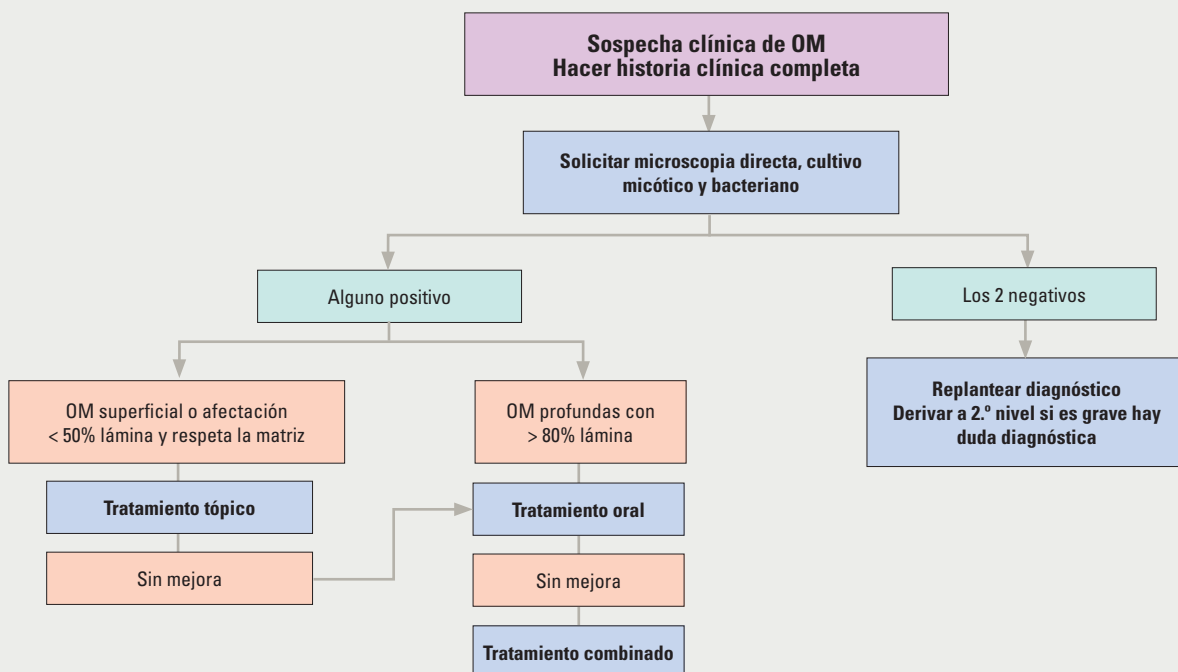 Sospecha clínica de OM
Hacer historia clínica completa
Solicitar microscopia directa, cultivo
micótico y bacteriano
Alguno positivo
Los 2 negativos
OM superficial o afectación
< 50% lámina y respeta la matriz
OM profundas con
> 80% lámina
Replantear diagnóstico
Derivar a 2.º nivel si es grave hay
duda diagnóstica
Tratamiento tópico
Tratamiento oral
Sin mejora
Sin mejora
Tratamiento combinado